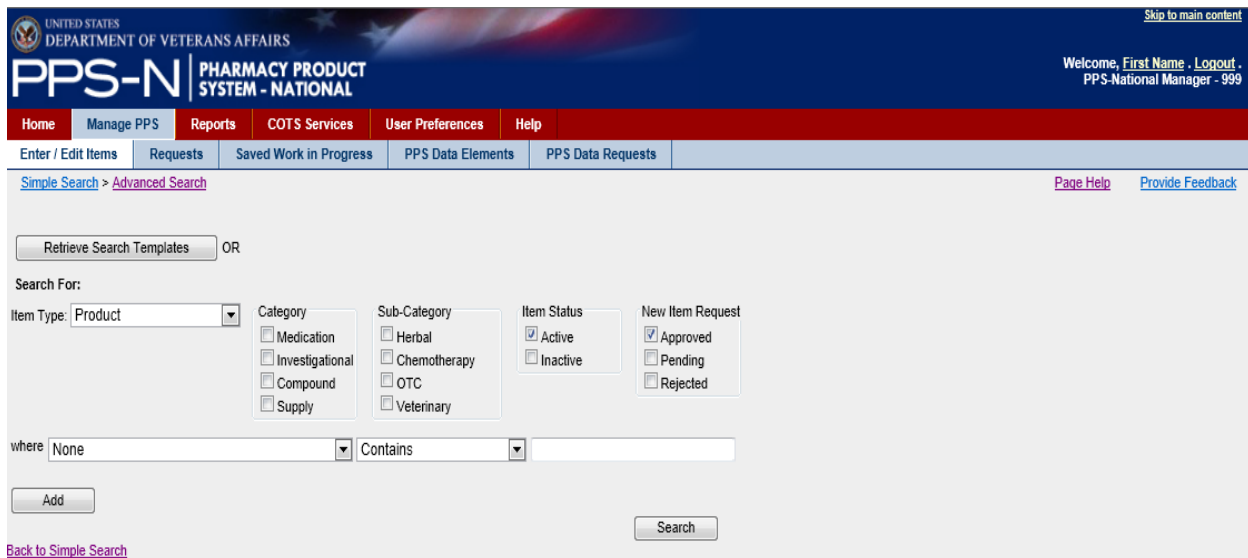 Skip to main content
UNITED STATES
DEPARTMENT OF VETERANS AFFAIRS
PPS-N PHARMACY PRODUCT
SYSTEM - NATIONAL
Welcome, First Name . Logout .
PPS-National Manager - 999
Home Manage PPS Reports COTS Services User Preferences Help
Enter / Edit Items Requests Saved Work in Progress PPS Data Elements PPS Data Requests
Simple Search > Advanced Search Page Help Provide Feedback
Retrieve Search Templates OR
Search For:
Item Type: Product Category Sub-Category Item Status New Item Request
Medication Herbal Active Approved
Investigational Chemotherapy Inactive Pending
Compound OTC Rejected
Supply Veterinary
where None Contains
Add
Search
Back to Simple Search